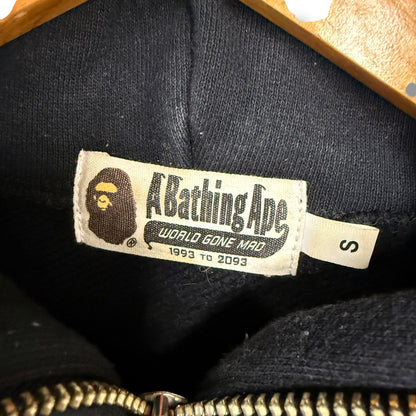 A Bathing Ape
®
WORLD GONE MAD
1993 TO 2093
S